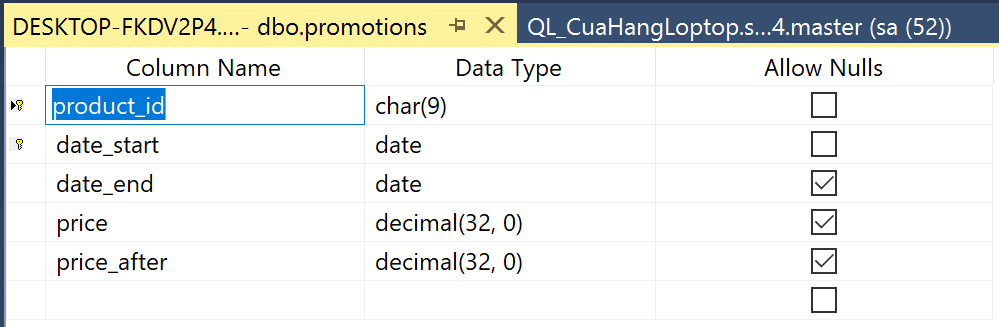 DESKTOP-FKDV2P4....- dbo.promotions QL_CuaHangLoptop.s...4.master (sa (52))
Column Name Data Type Allow Nulls
product_id char(9)
date_start date
date_end date
price decimal(32, 0)
price_after decimal(32, 0)